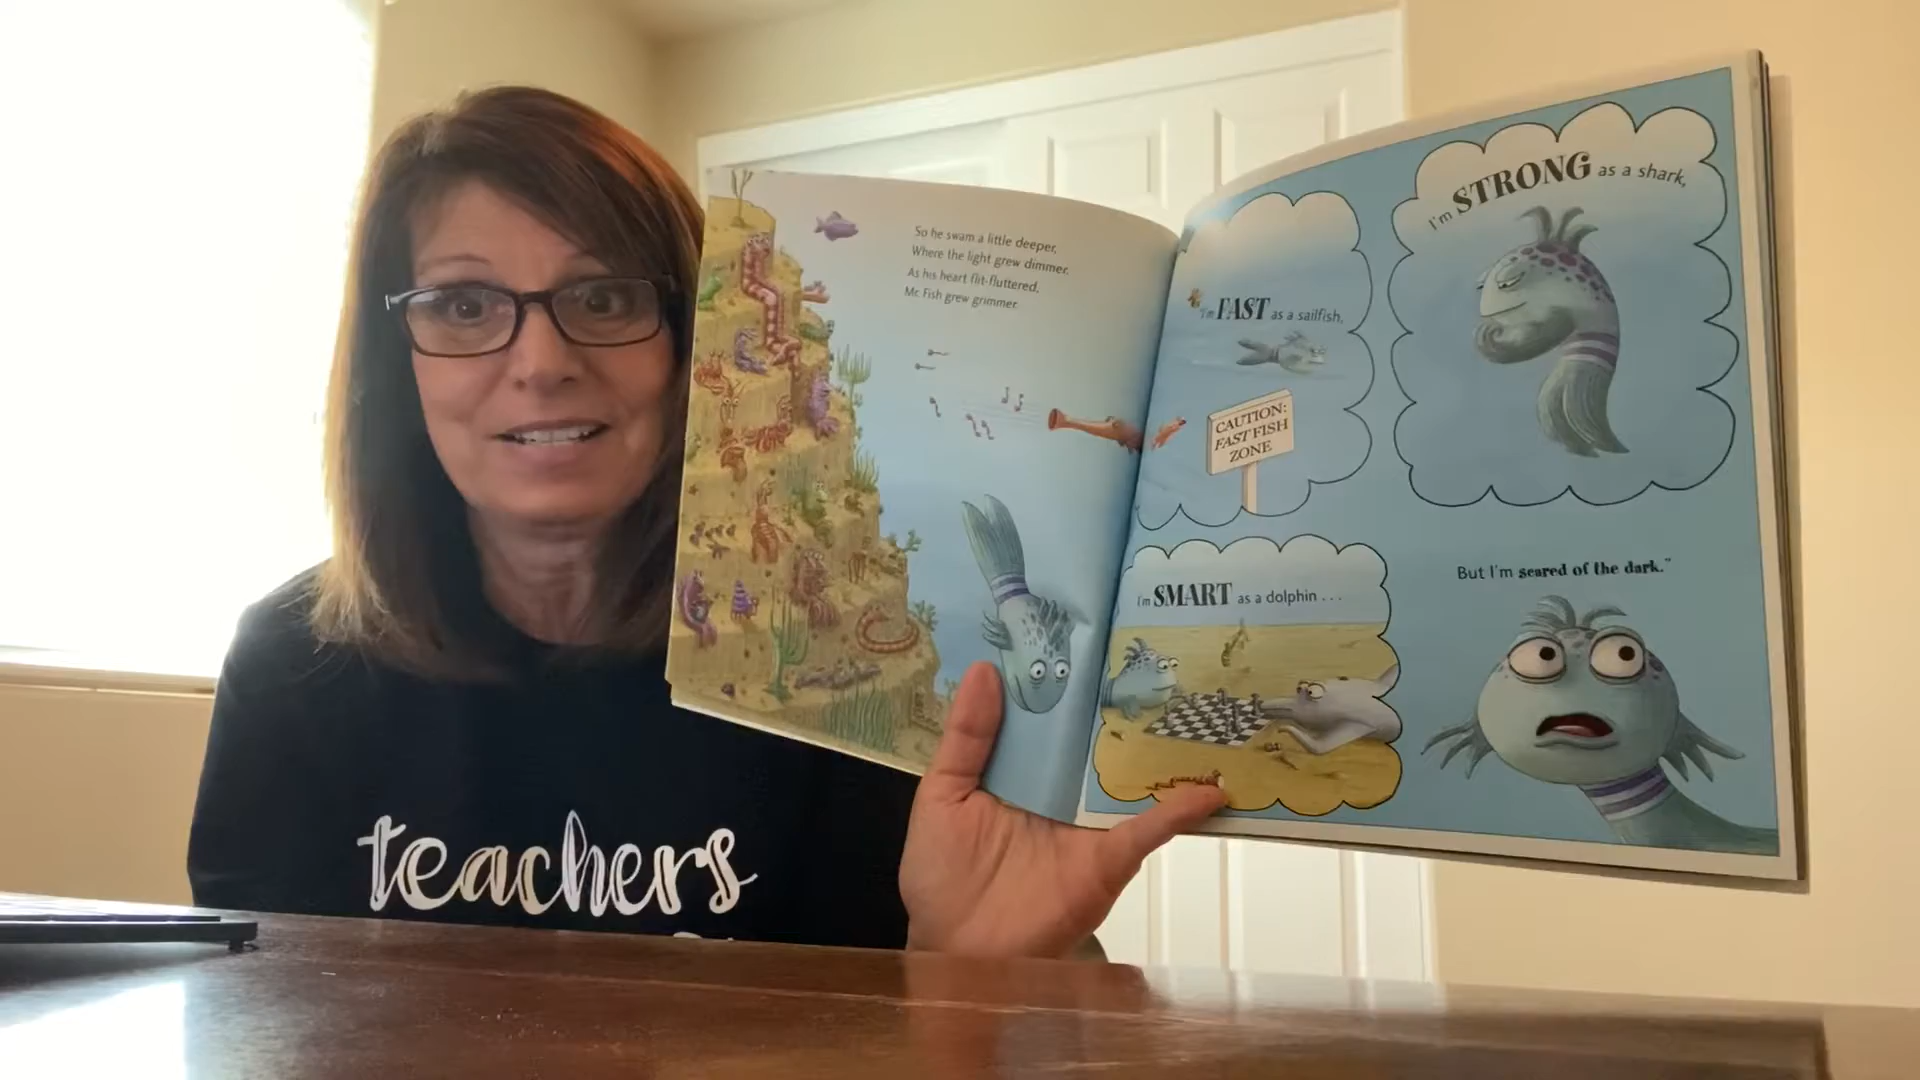 So he swam a little deeper,
Where the light grew dimmer.
As his heart flit-fluttered,
Mr. Fish grew grimmer.
"I'm FAST as a sailfish,
CAUTION:
FAST FISH
ZONE
I'm STRONG as a shark,
I'm SMART as a dolphin . . .
But I'm scared of the dark."
teachers